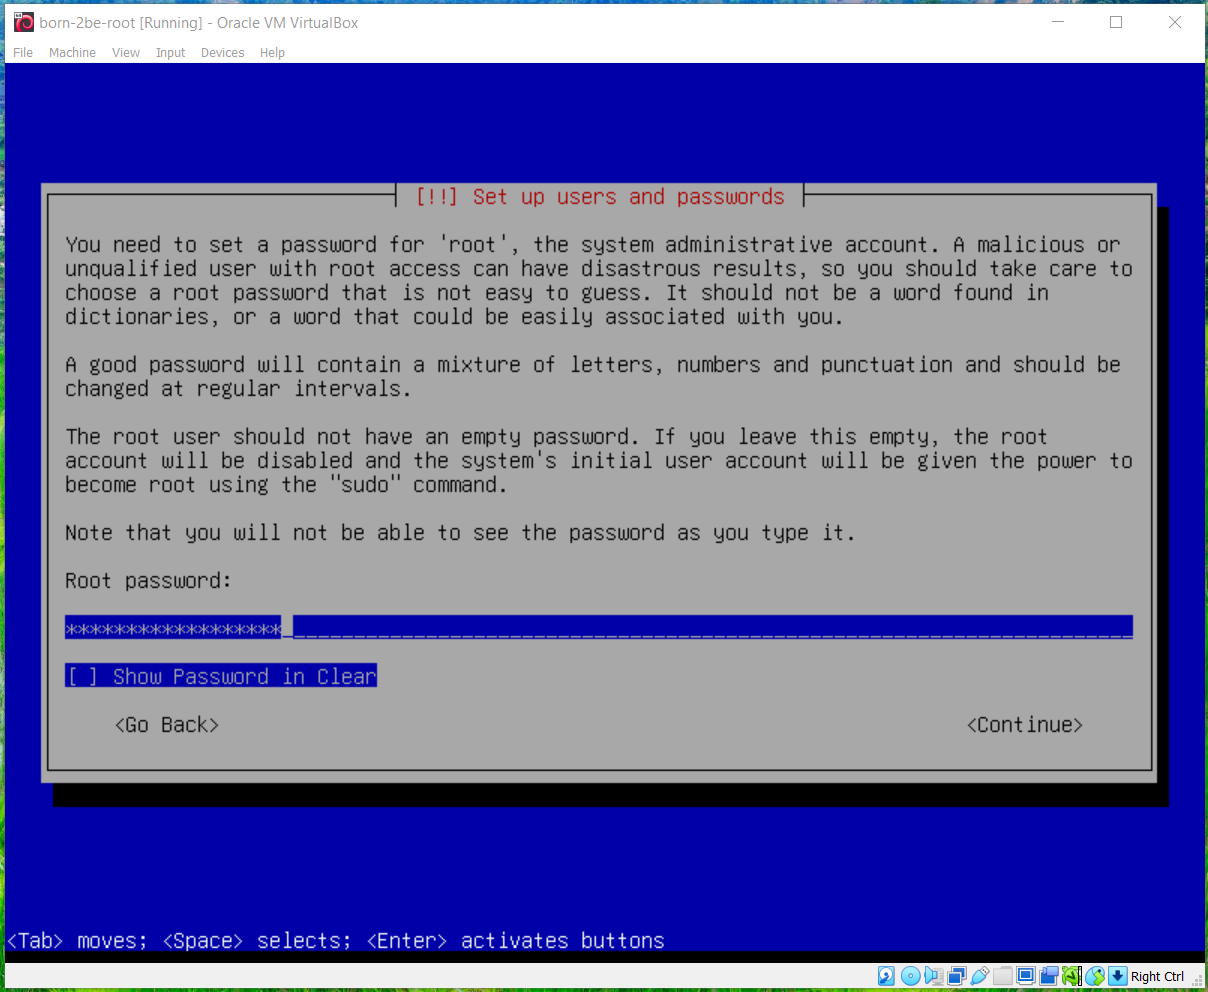 born-2be-root [Running] - Oracle VM VirtualBox
File Machine View Input Devices Help
[!!] Set up users and passwords
You need to set a password for 'root', the system administrative account. A malicious or
unqualified user with root access can have disastrous results, so you should take care to
choose a root password that is not easy to guess. It should not be a word found in
dictionaries, or a word that could be easily associated with you.
A good password will contain a mixture of letters, numbers and punctuation and should be
changed at regular intervals.
The root user should not have an empty password. If you leave this empty, the root
account will be disabled and the system's initial user account will be given the power to
become root using the "sudo" command.
Note that you will not be able to see the password as you type it.
Root password:
******************
[ ] Show Password in Clear
<Go Back> <Continue>
<Tab> moves; <Space> selects; <Enter> activates buttons
Right Ctrl